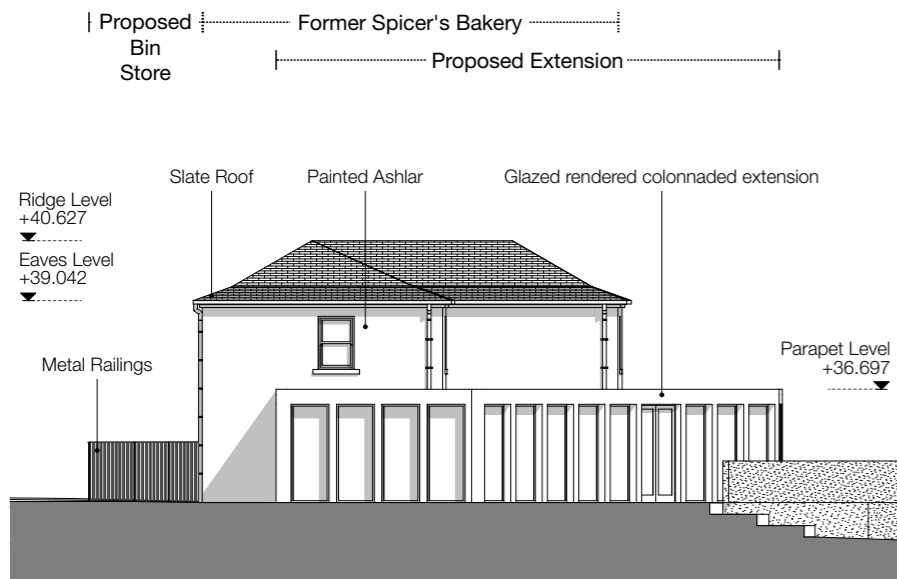 Proposed
Bin
Store
Former Spicer's Bakery
Proposed Extension
Slate Roof
Painted Ashlar
Glazed rendered colonnaded extension
Ridge Level
+40.627
Eaves Level
+39.042
Metal Railings
Parapet Level
+36.697